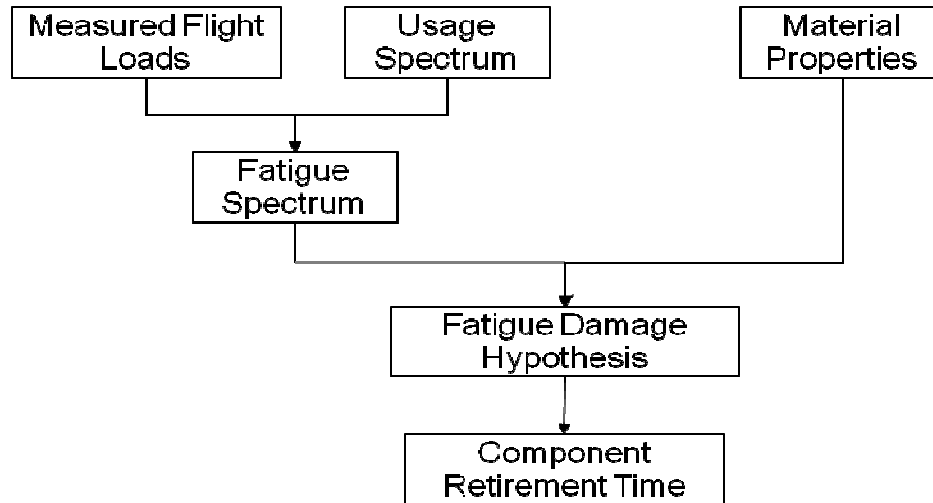 Measured Flight
Loads
Usage
Spectrum
Material
Properties
Fatigue
Spectrum
Fatigue Damage
Hypothesis
Component
Retirement Time